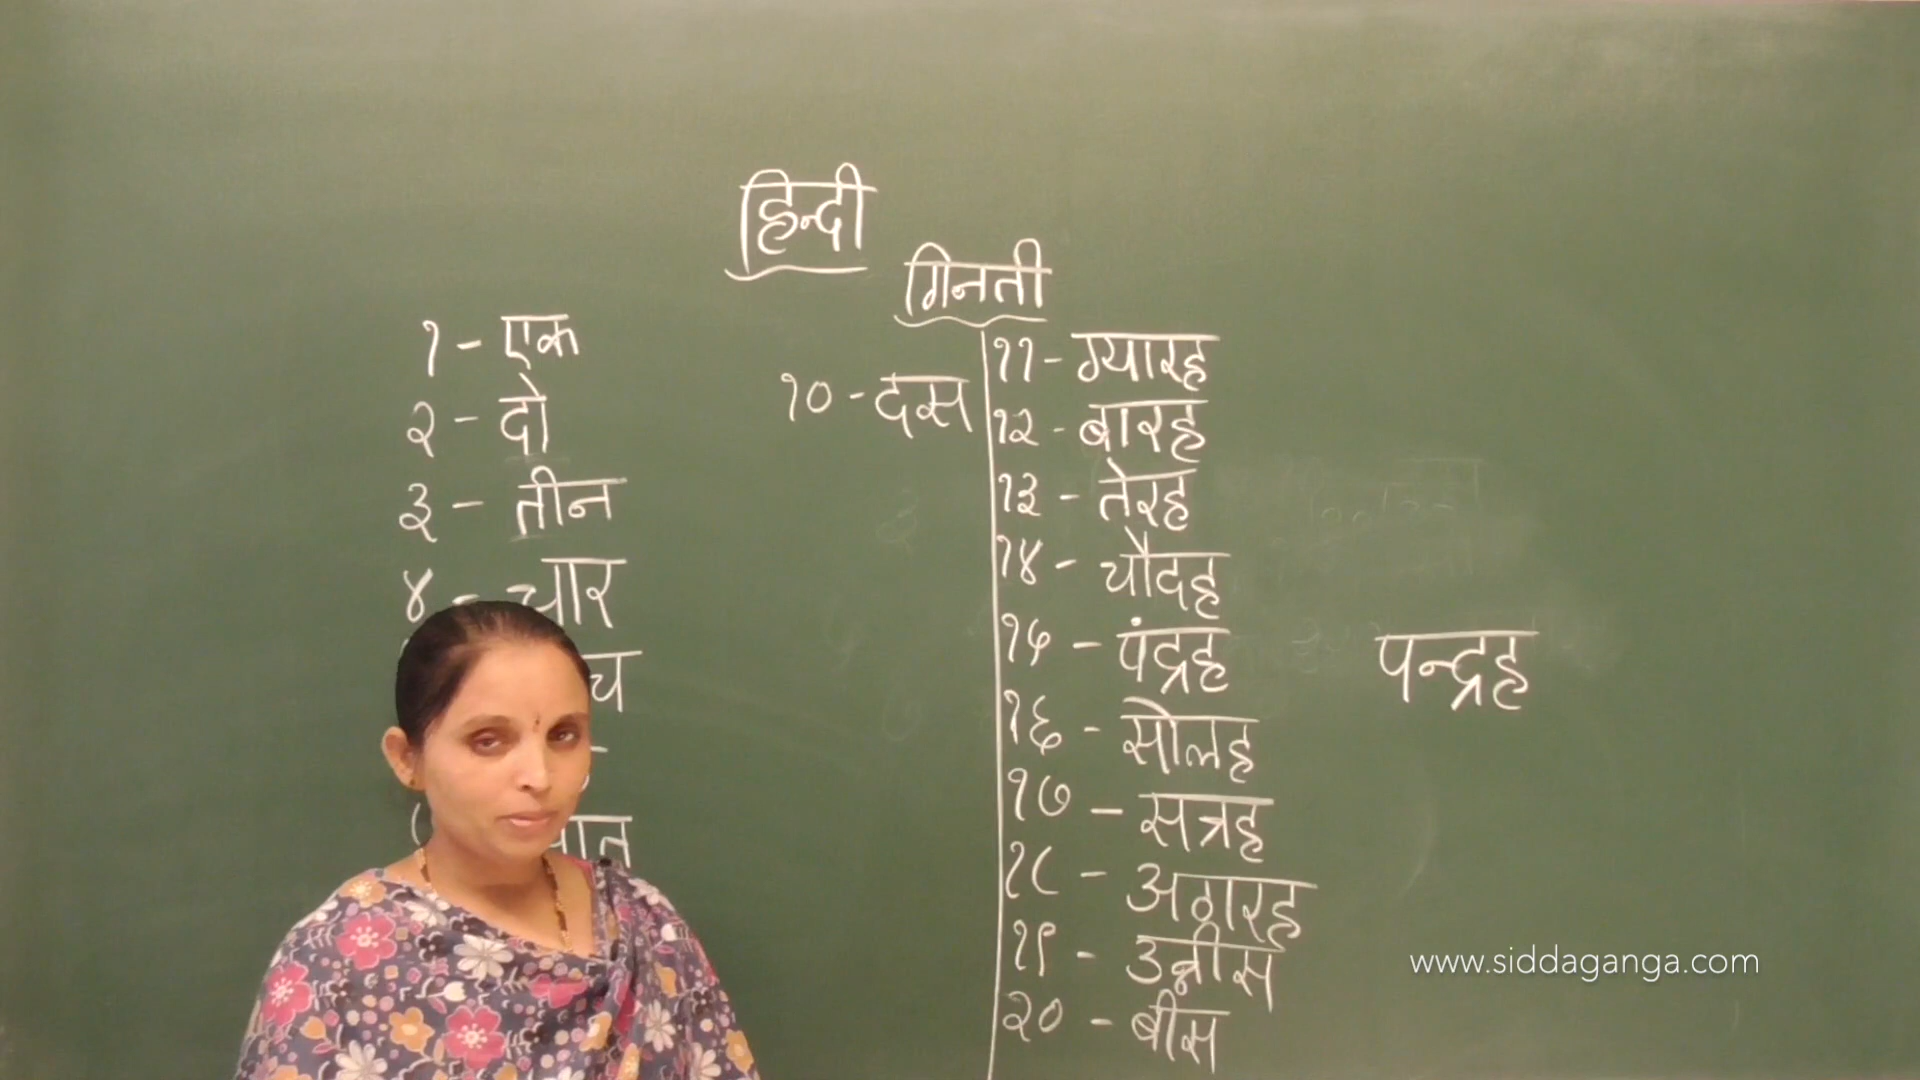 हिन्दी
गिनती
१ - एक
२ - दो
३ - तीन
४ - चार
१० - दस
११ - ग्यारह
१२ - बारह
१३ - तेरह
१४ - चौदह
१५ - पंद्रह पन्द्रह
१६ - सोलह
१७ - सत्रह
१८ - अठारह
१९ - उन्नीस
२० - बीस
www.siddaganga.com